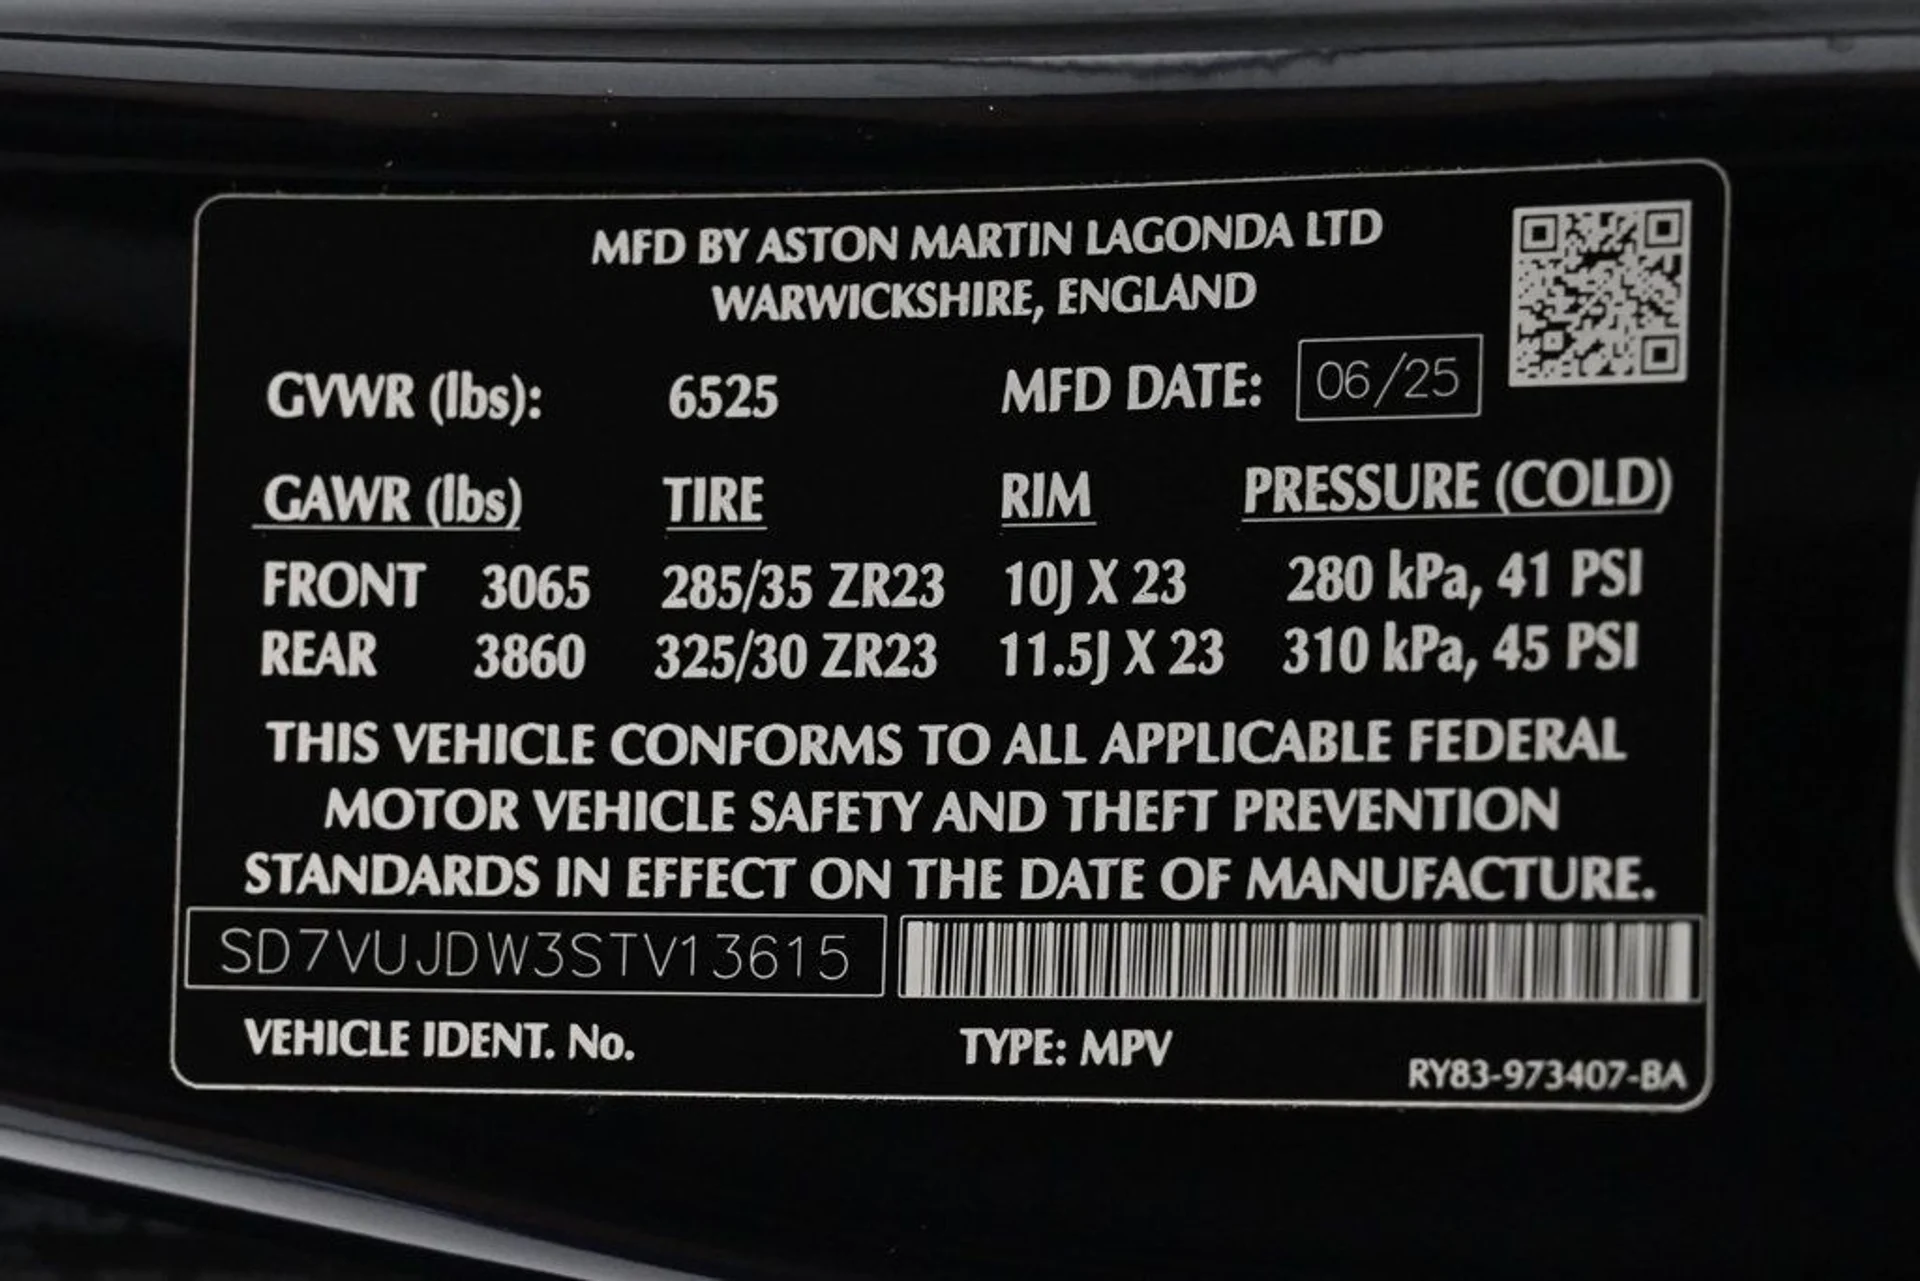 MFD BY ASTON MARTIN LAGONDA LTD
WARWICKSHIRE, ENGLAND
GVWR (lbs): 6525 MFD DATE: 06/25
GAWR (lbs) TIRE RIM PRESSURE (COLD)
FRONT 3065 285/35 ZR23 10J X 23 280 kPa, 41 PSI
REAR 3860 325/30 ZR23 11.5J X 23 310 kPa, 45 PSI
THIS VEHICLE CONFORMS TO ALL APPLICABLE FEDERAL
MOTOR VEHICLE SAFETY AND THEFT PREVENTION
STANDARDS IN EFFECT ON THE DATE OF MANUFACTURE.
SD7VUJDW3STV13615
VEHICLE IDENT. No. TYPE: MPV RY83-973407-BA